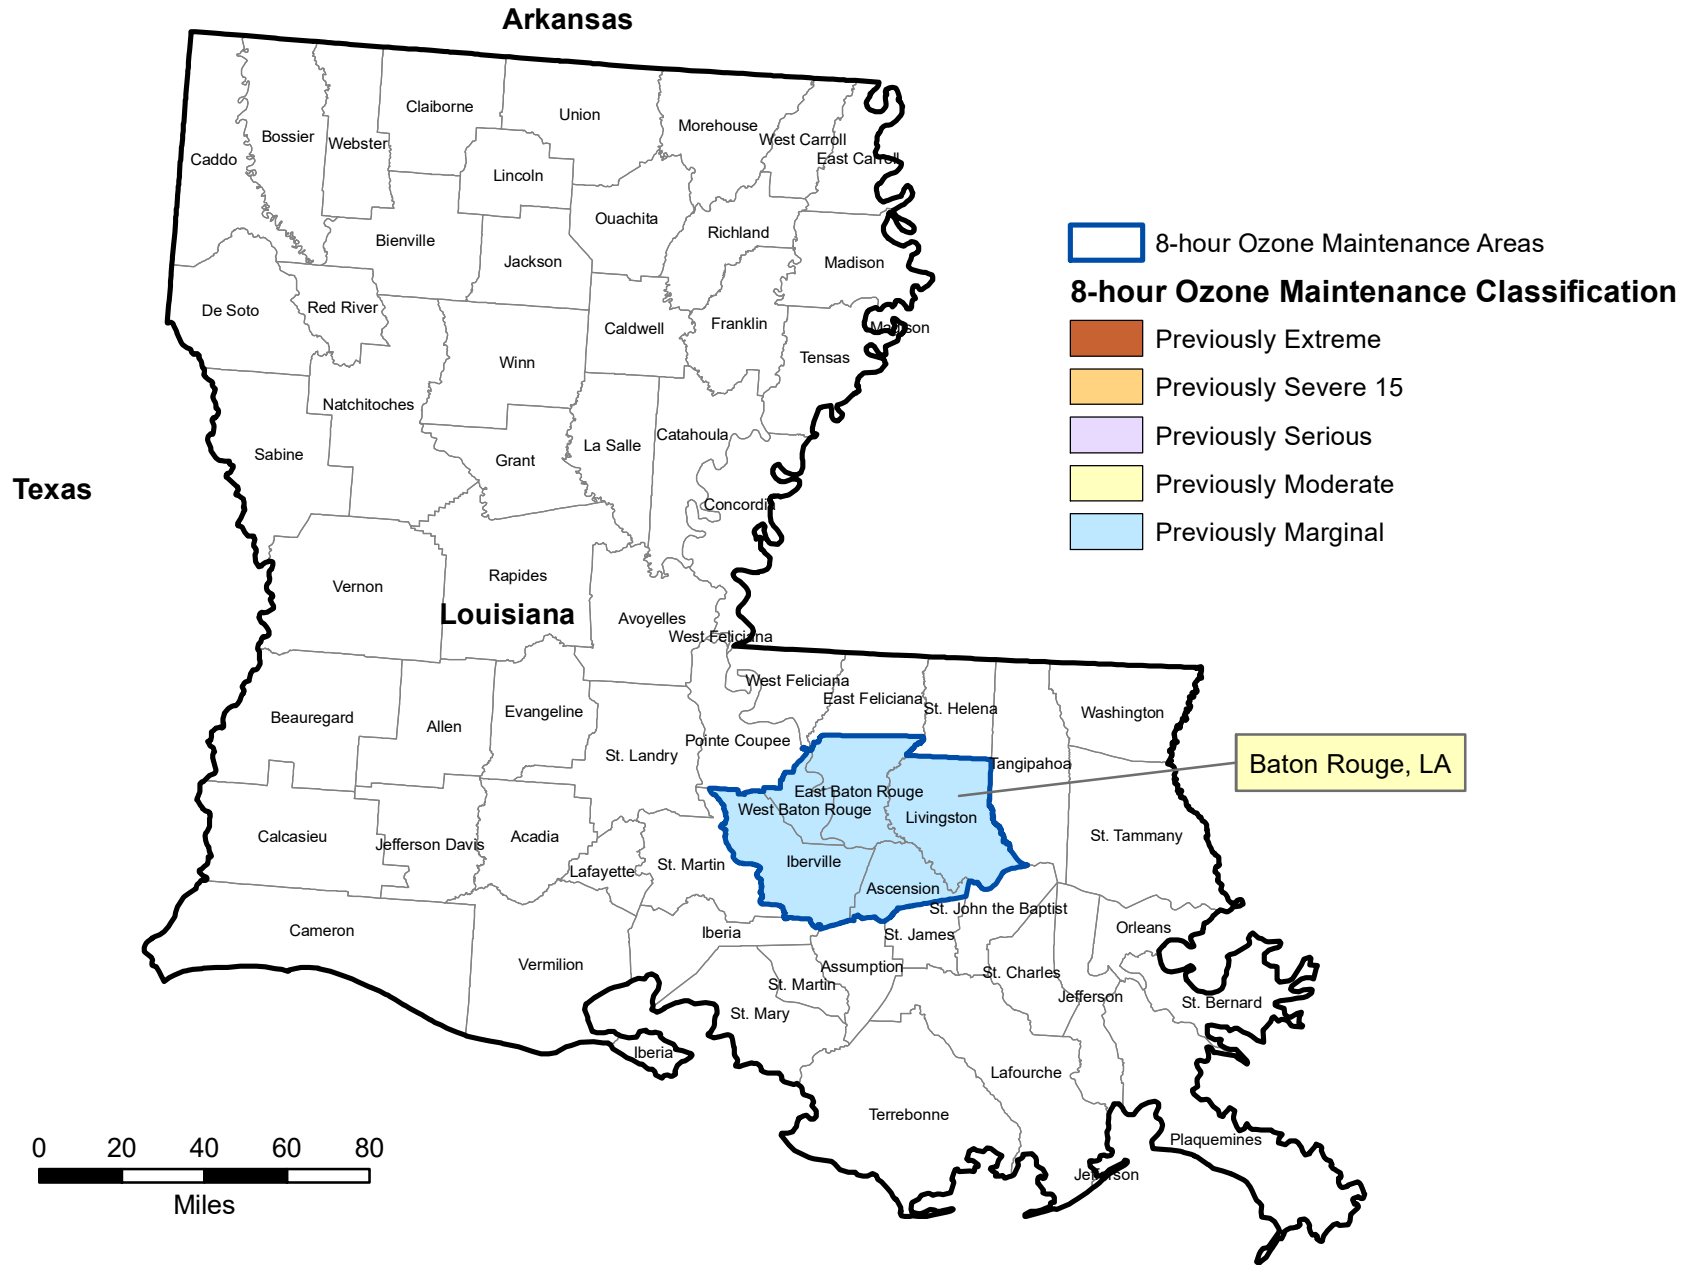 Arkansas
Claiborne
Union
Morehouse
Bossier
Webster
West Carroll
Caddo
East Carroll
Lincoln
Ouachita
Richland
Bienville
Jackson
Madison
8-hour Ozone Maintenance Areas
8-hour Ozone Maintenance Classification
Previously Extreme
Previously Severe 15
Previously Serious
Previously Moderate
Previously Marginal
De Soto
Red River
Caldwell
Franklin
Madison
Tensas
Winn
Natchitoches
Sabine
Grant
La Salle
Catahoula
Texas
Concordia
Vernon
Rapides
Louisiana
Avoyelles
West Feliciana
West Feliciana
East Feliciana
St. Helena
Washington
Beauregard
Allen
Evangeline
St. Landry
Pointe Coupee
Tangipahoa
Baton Rouge, LA
East Baton Rouge
West Baton Rouge
Livingston
Calcasieu
Jefferson Davis
Acadia
Lafayette
St. Martin
Iberville
Ascension
St. Tammany
St. John the Baptist
Cameron
Vermilion
Iberia
St. James
Orleans
Assumption
St. Martin
St. Charles
Jefferson
St. Bernard
St. Mary
Iberia
Lafourche
Terrebonne
Plaquemines
Jefferson
0 20 40 60 80
Miles